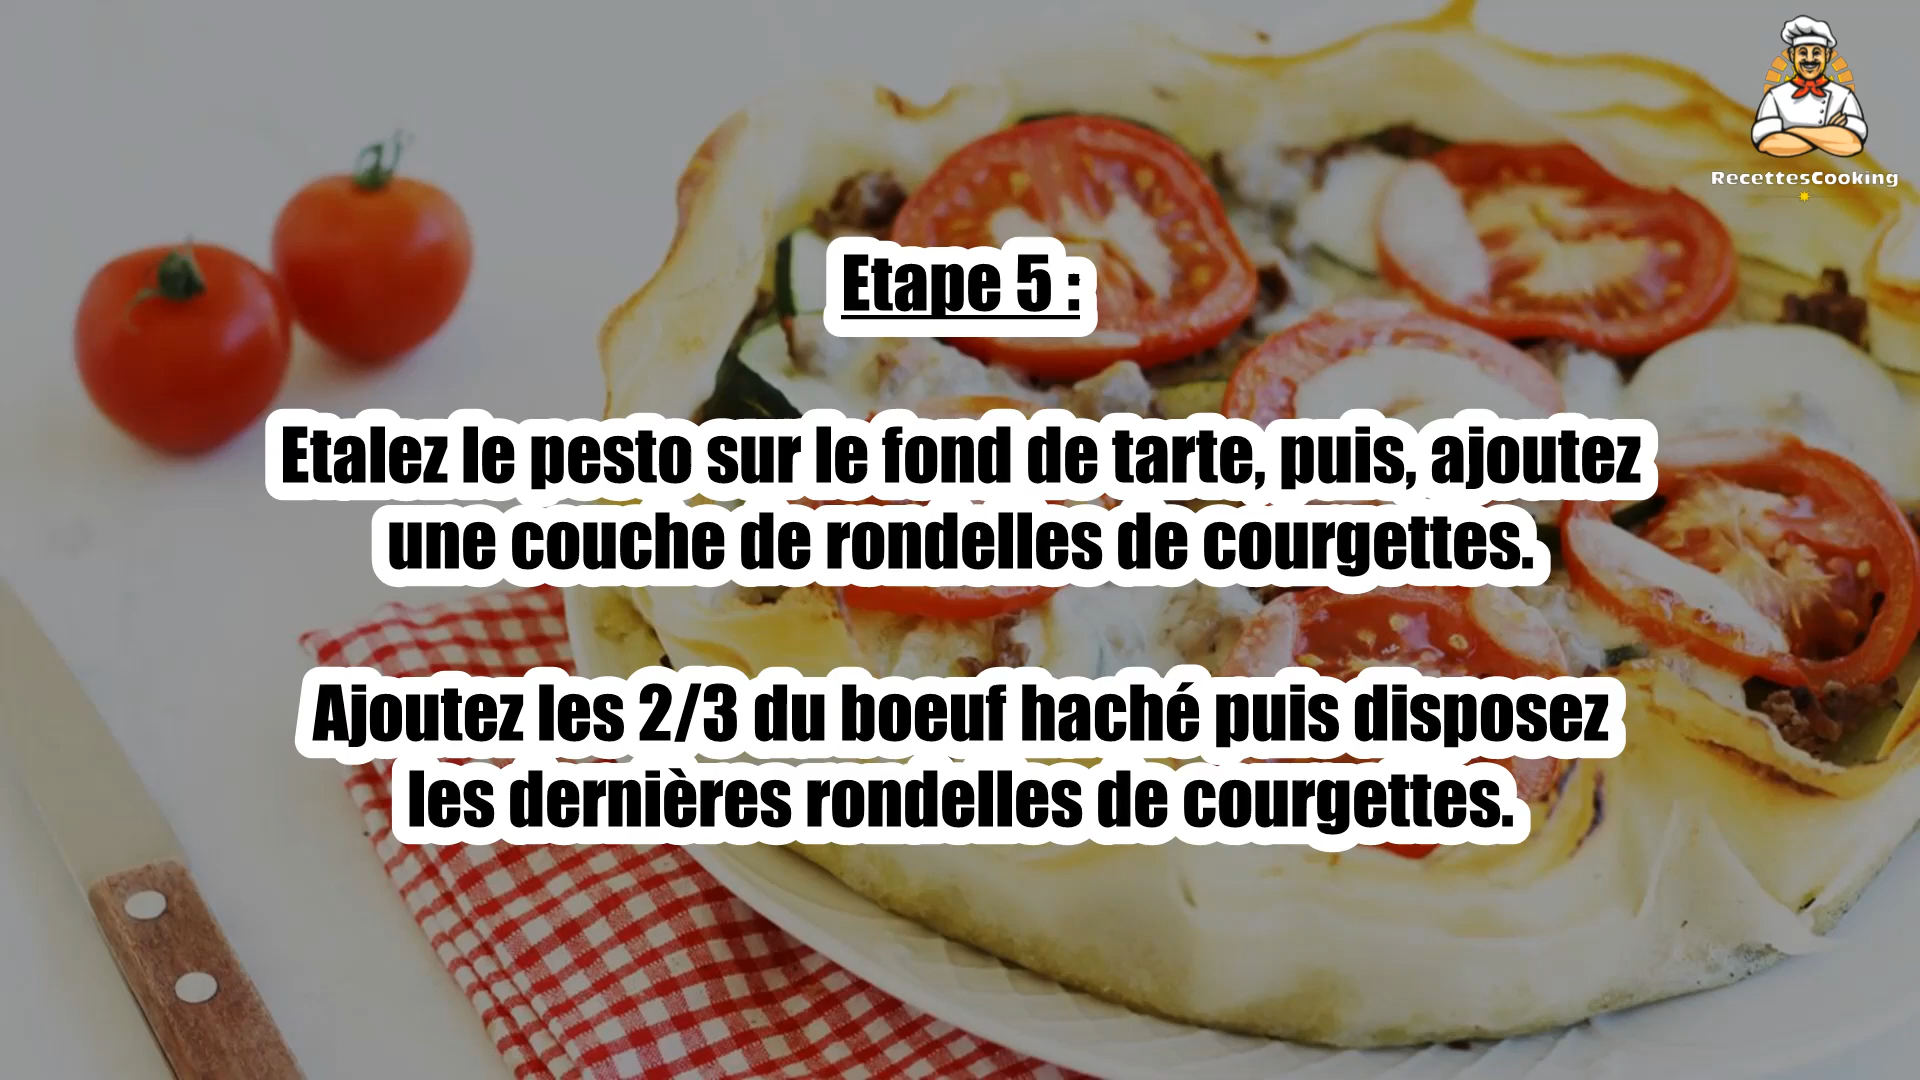 RecettesCooking
Etape 5 :
Etalez le pesto sur le fond de tarte, puis, ajoutez
une couche de rondelles de courgettes.
Ajoutez les 2/3 du boeuf haché puis disposez
les dernières rondelles de courgettes.